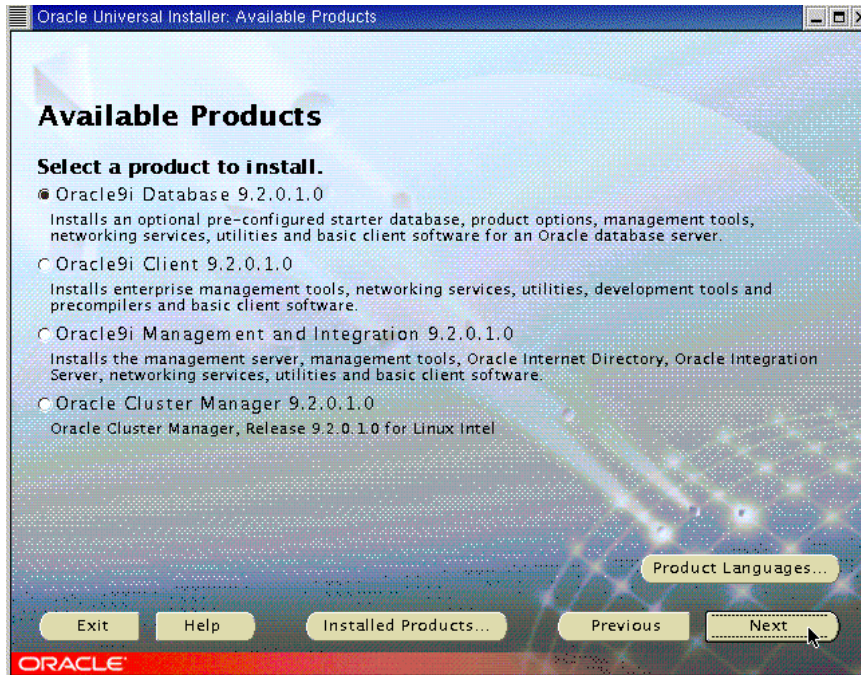 Oracle Universal Installer: Available Products
Available Products
Select a product to install.
Oracle9i Database 9.2.0.1.0
Installs an optional pre-configured starter database, product options, management tools,
networking services, utilities and basic client software for an Oracle database server.
Oracle9i Client 9.2.0.1.0
Installs enterprise management tools, networking services, utilities, development tools and
precompilers and basic client software.
Oracle9i Management and Integration 9.2.0.1.0
Installs the management server, management tools, Oracle Internet Directory, Oracle Integration
Server, networking services, utilities and basic client software.
Oracle Cluster Manager 9.2.0.1.0
Oracle Cluster Manager, Release 9.2.0.1.0 for Linux Intel
Product Languages...
Exit Help Installed Products... Previous Next
ORACLE